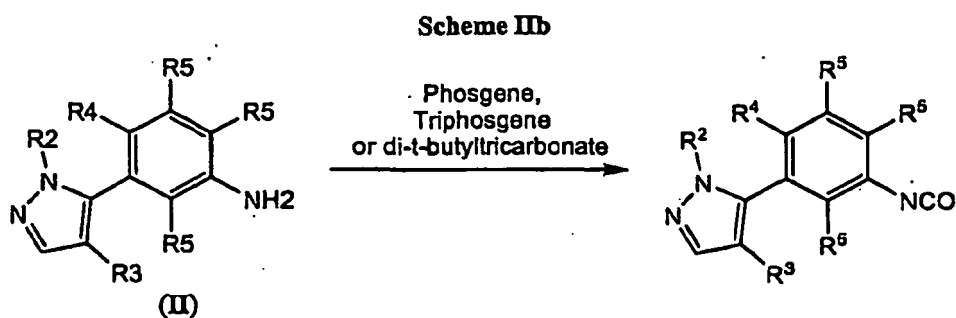 Scheme IIb
Phosgene,
Triphosgene
or di-t-butyltricarbonate
R5
R4
R5
R2
N
N
NH2
R5
R3
(II)
R⁵
R⁴
R⁵
R²
N
N
NCO
R⁵
R³